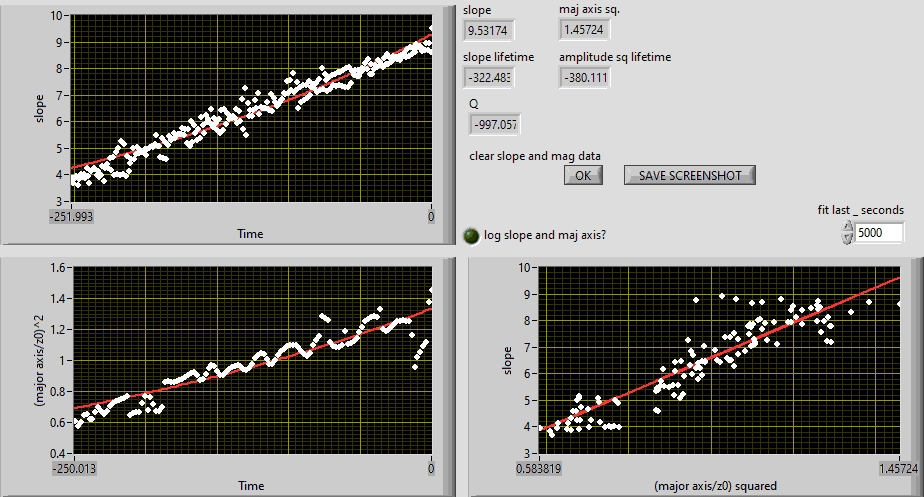 slope
maj axis sq.
9.53174
1.45724
slope lifetime
amplitude sq lifetime
-322.483
-380.111
Q
-997.057
clear slope and mag data
OK
SAVE SCREENSHOT
fit last _ seconds
5000
log slope and maj axis?
slope
10
9
8
7
6
5
4
3
-251.993
0
Time
(major axis/z0)^2
1.6
1.4
1.2
1
0.8
0.6
0.4
-250.013
0
Time
slope
10
9
8
7
6
5
4
3
0.583819
1.45724
(major axis/z0) squared